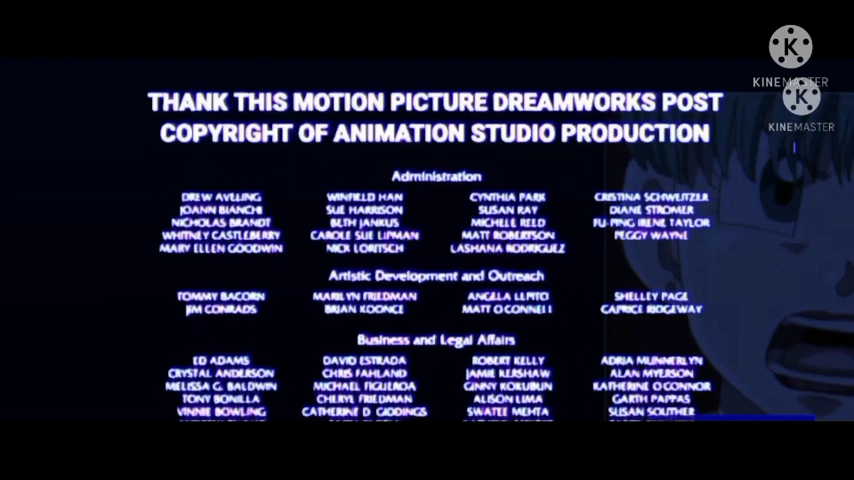 KINEMASTER
KINEMASTER
THANK THIS MOTION PICTURE DREAMWORKS POST
COPYRIGHT OF ANIMATION STUDIO PRODUCTION
Administration
DREW AVELING WINFIELD HAN CYNTHIA PARK CRISTINA SCHWEITZER
JOANN BIANCHI SUE HARRISON SUSAN RAY DIANE STROMER
NICHOLAS BRANDT BETH JANKUS MICHELE REED FU-PING IRENE TAYLOR
WHITNEY CASTLEBERRY CAROLE SUE LIPMAN MATT ROBERTSON PEGGY WAYNE
MARY ELLEN GOODWIN NICK LORITSCH LASHANA RODRIGUEZ
Artistic Development and Outreach
TOMMY BACORN MARILYN FRIEDMAN ANGELA LEPITO SHELLEY PAGE
JIM CONRADS BRIAN KOONCE MATT O'CONNELL CAPRICE RIDGEWAY
Business and Legal Affairs
ED ADAMS DAVID ESTRADA ROBERT KELLY ADRIA MUNNERLYN
CRYSTAL ANDERSON CHRIS FAHLAND JAMIE KERSHAW ALAN MYERSON
MELISSA G. BALDWIN MICHAEL FIGUEROA GINNY KOKUBUN KATHERINE O'CONNOR
TONY BONILLA CHERYL FRIEDMAN ALISON LIMA GARTH PAPPAS
VINNIE BOWLING CATHERINE D. GIDDINGS SWATEE MEHTA SUSAN SOUTHER